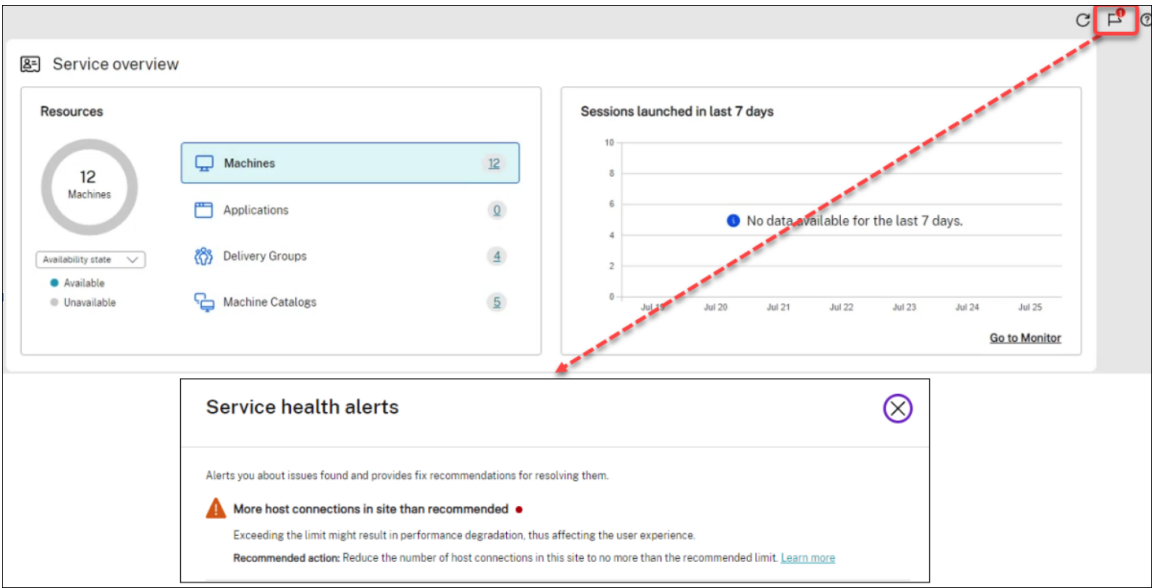 1
Service overview
Resources
12
Machines
Availability state
Available
Unavailable
Machines 12
Applications 0
Delivery Groups 4
Machine Catalogs 5
Sessions launched in last 7 days
10
8
6
4
2
0
No data available for the last 7 days.
Jul 20 Jul 21 Jul 22 Jul 23 Jul 24 Jul 25
Go to Monitor
Service health alerts
Alerts you about issues found and provides fix recommendations for resolving them.
More host connections in site than recommended
Exceeding the limit might result in performance degradation, thus affecting the user experience.
Recommended action: Reduce the number of host connections in this site to no more than the recommended limit. Learn more